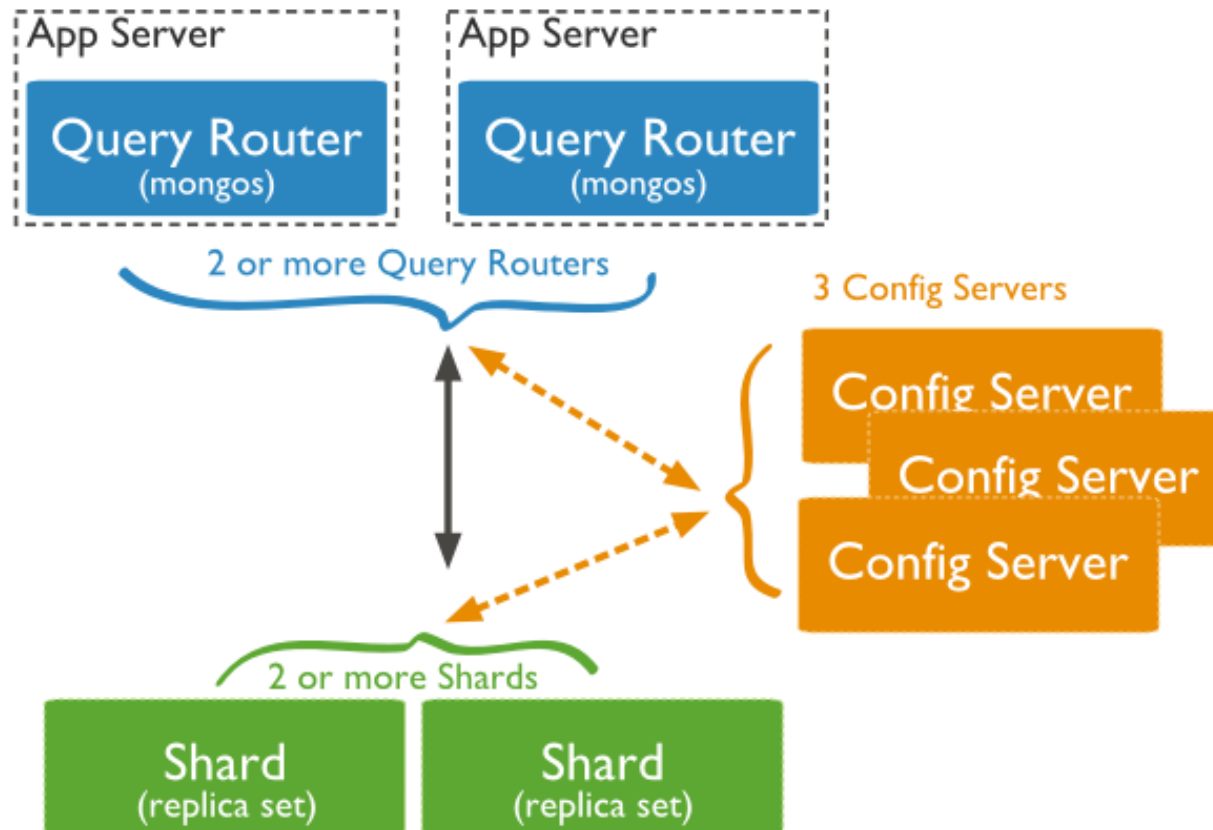 App Server
App Server
Query Router
(mongos)
Query Router
(mongos)
2 or more Query Routers
3 Config Servers
Config Server
Config Server
Config Server
2 or more Shards
Shard
(replica set)
Shard
(replica set)